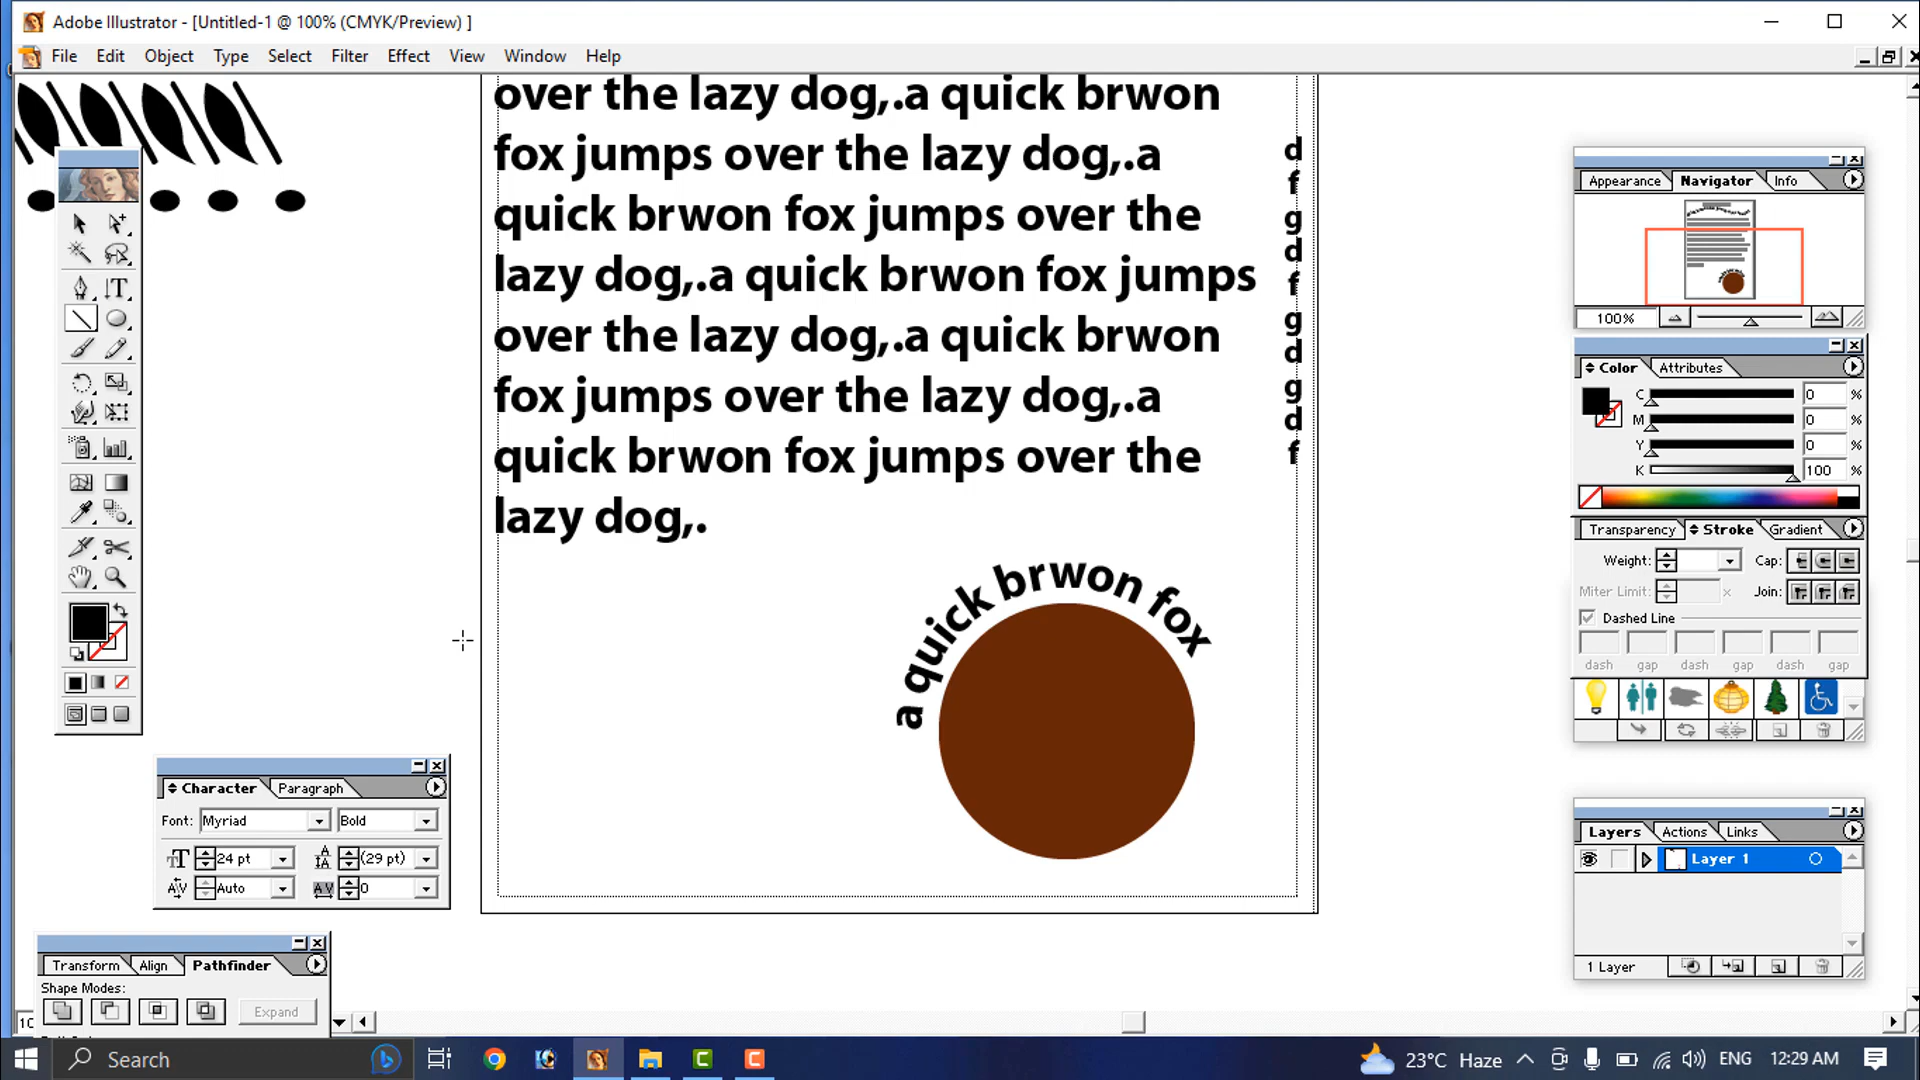 Adobe Illustrator - [Untitled-1 @ 100% (CMYK/Preview) ]
File Edit Object Type Select Filter Effect View Window Help
over the lazy dog,.a quick brwon
fox jumps over the lazy dog,.a
quick brwon fox jumps over the
lazy dog,.a quick brwon fox jumps
over the lazy dog,.a quick brwon
fox jumps over the lazy dog,.a
quick brwon fox jumps over the
lazy dog,.
d
f
g
d
f
g
d
g
d
f
a quick brwon fox
Appearance Navigator Info
100%
Color Attributes
C 0 %
M 0 %
Y 0 %
K 100 %
Transparency Stroke Gradient
Weight: Cap:
Miter Limit: x Join:
Dashed Line
dash gap dash gap dash gap
Layers Actions Links
Layer 1
1 Layer
Character Paragraph
Font: Myriad Bold
24 pt (29 pt)
Auto 0
Transform Align Pathfinder
Shape Modes:
Expand
Search
23°C Haze ENG 12:29 AM